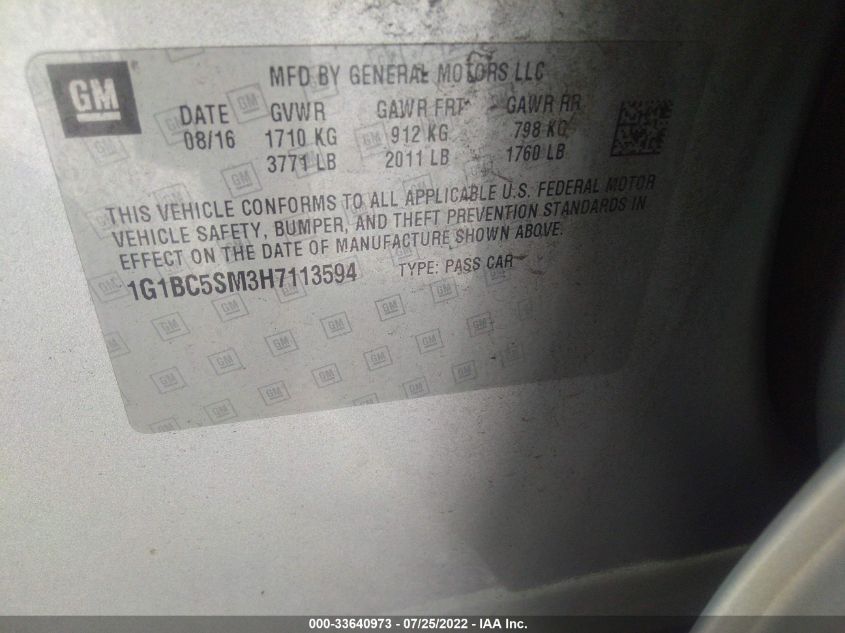 GM
MFD BY GENERAL MOTORS LLC
DATE GVWR GAWR FRT GAWR RR
08/16 1710 KG 912 KG 798 KG
3771 LB 2011 LB 1760 LB
THIS VEHICLE CONFORMS TO ALL APPLICABLE U.S. FEDERAL MOTOR
VEHICLE SAFETY, BUMPER, AND THEFT PREVENTION STANDARDS IN
EFFECT ON THE DATE OF MANUFACTURE SHOWN ABOVE.
1G1BC5SM3H7113594 TYPE: PASS CAR
000-33640973 - 07/25/2022 - IAA Inc.